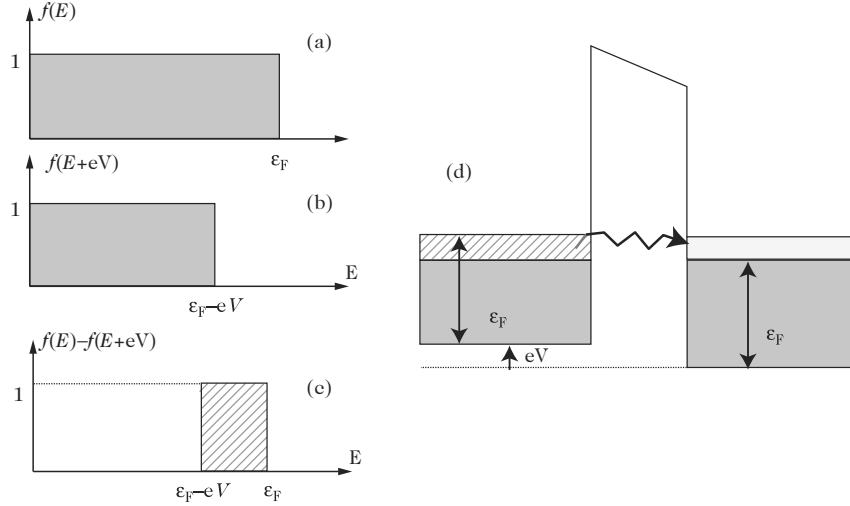 f(E)
(a)
1
ε_F
f(E+eV)
(b)
1
E
ε_F–eV
f(E)–f(E+eV)
(c)
1
E
ε_F–eV ε_F
(d)
ε_F
ε_F
eV